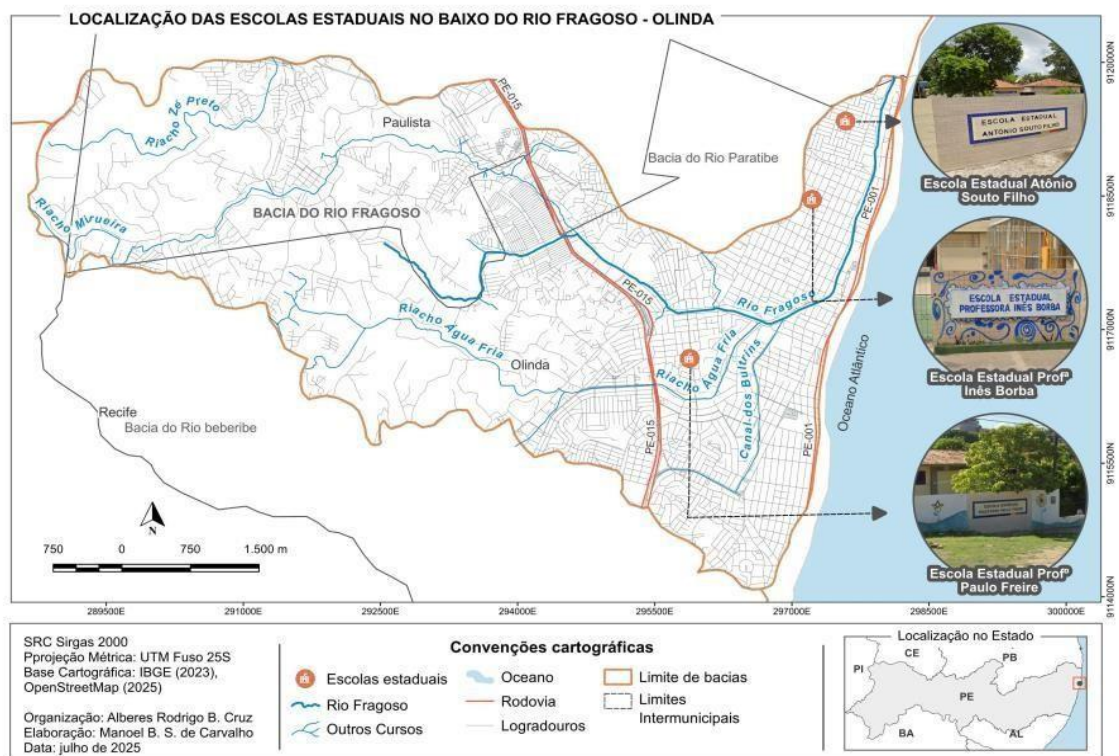 LOCALIZAÇÃO DAS ESCOLAS ESTADUAIS NO BAIXO DO RIO FRAGOSO - OLINDA
PE-015
Riacho Zé Preto
Paulista
Bacia do Rio Paratibe
Riacho Mirueira
BACIA DO RIO FRAGOSO
PE-001
Rio Fragoso
PE-015
Riacho Água Fria
Riacho Água Fria
Canal dos Bultrins
Olinda
Oceano Atlântico
Recife
Bacia do Rio beberibe
PE-015
PE-001
ESCOLA ESTADUAL
ANTÔNIO SOUTO FILHO
Escola Estadual Atônio
Souto Filho
ESCOLA ESTADUAL
PROFESSORA INÊS BORBA
Escola Estadual Profª
Inês Borba
Escola Estadual Profº
Paulo Freire
N
750 0 750 1.500 m
289500E 291000E 292500E 294000E 295500E 297000E 298500E 300000E
9120000N
9118500N
9117000N
9115500N
9114000N
SRC Sirgas 2000
Pprojeção Métrica: UTM Fuso 25S
Base Cartográfica: IBGE (2023),
OpenStreetMap (2025)
Organização: Alberes Rodrigo B. Cruz
Elaboração: Manoel B. S. de Carvalho
Data: julho de 2025
Convenções cartográficas
Escolas estaduais
Rio Fragoso
Outros Cursos
Oceano
Rodovia
Logradouros
Limite de bacias
Limites
Intermunicipais
Localização no Estado
CE
PB
PI
PE
BA
AL